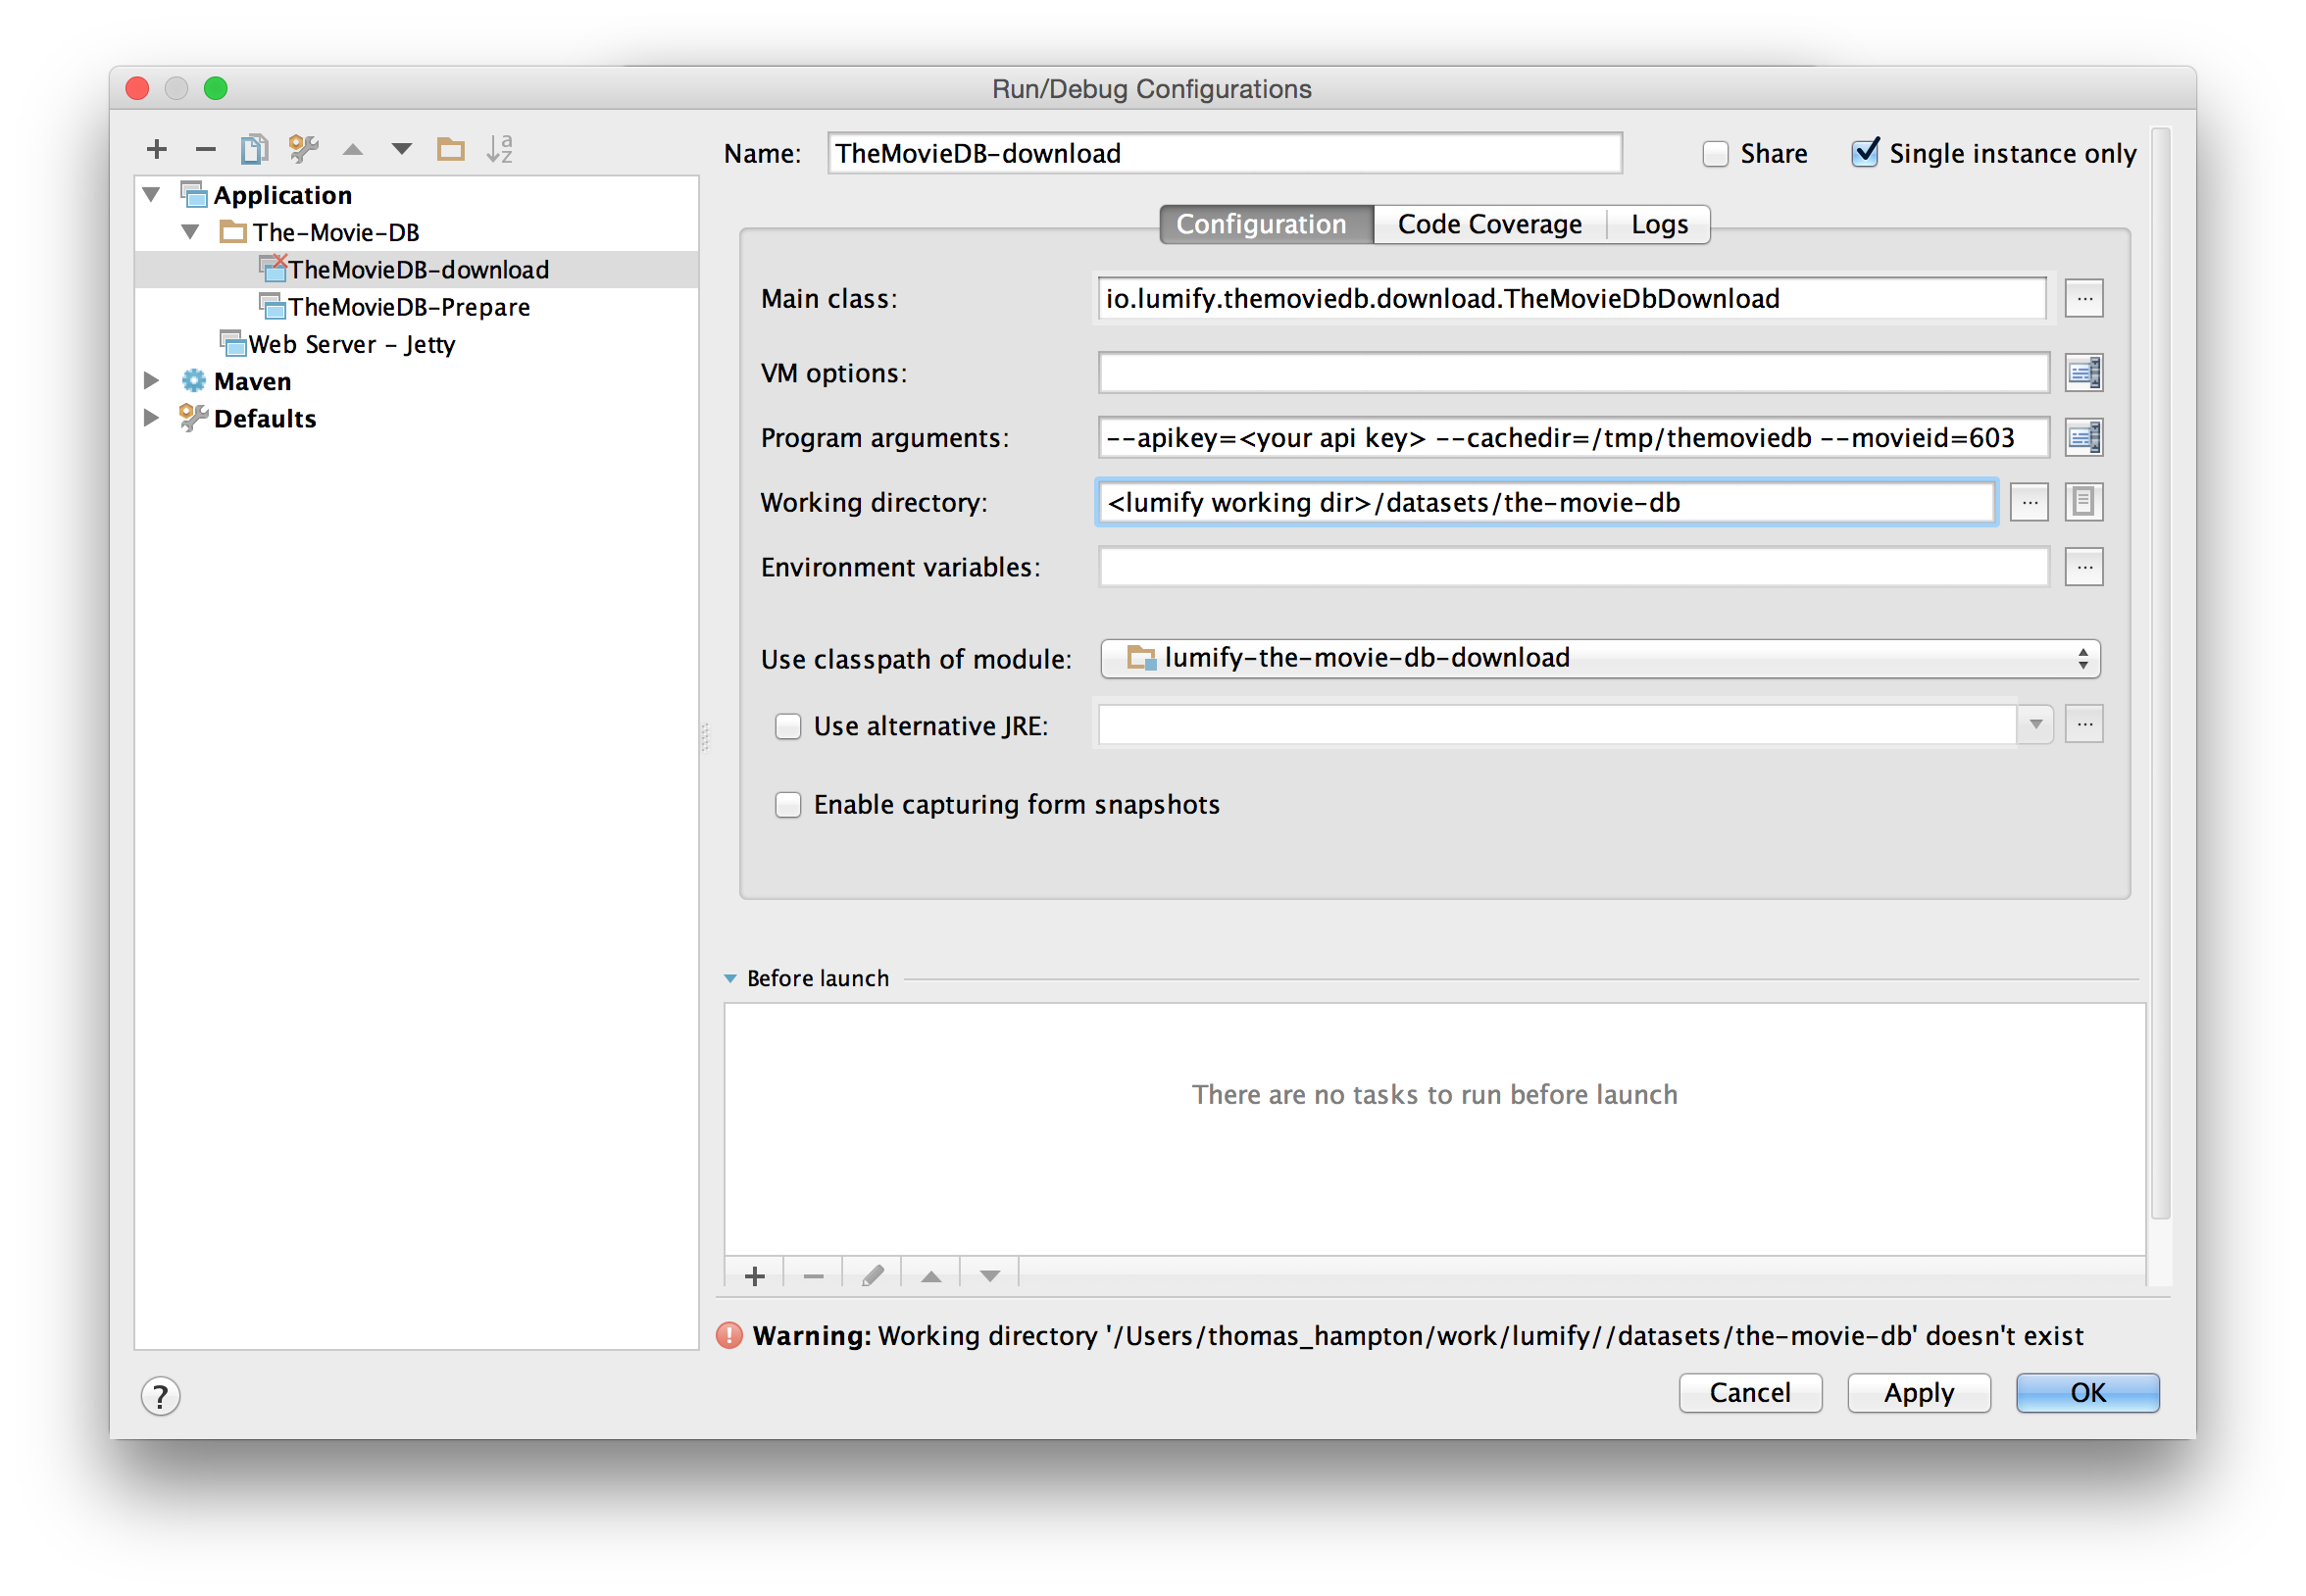 Run/Debug Configurations
Name: TheMovieDB-download Share Single instance only
Application
The-Movie-DB
TheMovieDB-download
TheMovieDB-Prepare
Web Server - Jetty
Maven
Defaults
Configuration Code Coverage Logs
Main class: io.lumify.themoviedb.download.TheMovieDbDownload ...
VM options:
Program arguments: --apikey=<your api key> --cachedir=/tmp/themoviedb --movieid=603
Working directory: <lumify working dir>/datasets/the-movie-db ...
Environment variables: ...
Use classpath of module: lumify-the-movie-db-download
Use alternative JRE: ...
Enable capturing form snapshots
Before launch
There are no tasks to run before launch
Warning: Working directory '/Users/thomas_hampton/work/lumify//datasets/the-movie-db' doesn't exist
? Cancel Apply OK